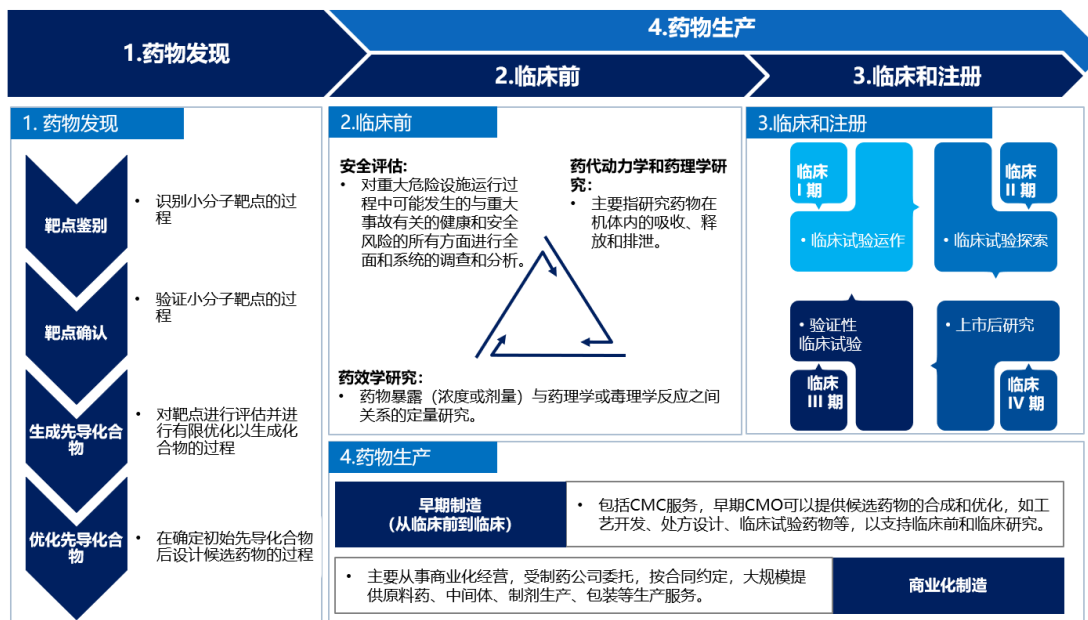 1.药物发现
4.药物生产
2.临床前
3.临床和注册
1. 药物发现
靶点鉴别
• 识别小分子靶点的过
程
靶点确认
• 验证小分子靶点的过
程
生成先导化合
物
• 对靶点进行评估并进
行有限优化以生成化
合物的过程
优化先导化合
物
• 在确定初始先导化合物
后设计候选药物的过程
2.临床前
安全评估:
• 对重大危险设施运行过
程中可能发生的与重大
事故有关的健康和安全
风险的所有方面进行全
面和系统的调查和分析。
药代动力学和药理学研
究：
• 主要指研究药物在
机体内的吸收、释
放和排泄。
药效学研究：
• 药物暴露（浓度或剂量）与药理学或毒理学反应之间
关系的定量研究。
3.临床和注册
临床
I 期
• 临床试验运作
临床
II 期
• 临床试验探索
• 验证性
临床试验
临床
III 期
• 上市后研究
临床
IV 期
4.药物生产
早期制造
（从临床前到临床）
• 包括CMC服务，早期CMO可以提供候选药物的合成和优化，如工
艺开发、处方设计、临床试验药物等，以支持临床前和临床研究。
• 主要从事商业化经营，受制药公司委托，按合同约定，大规模提
供原料药、中间体、制剂生产、包装等生产服务。
商业化制造